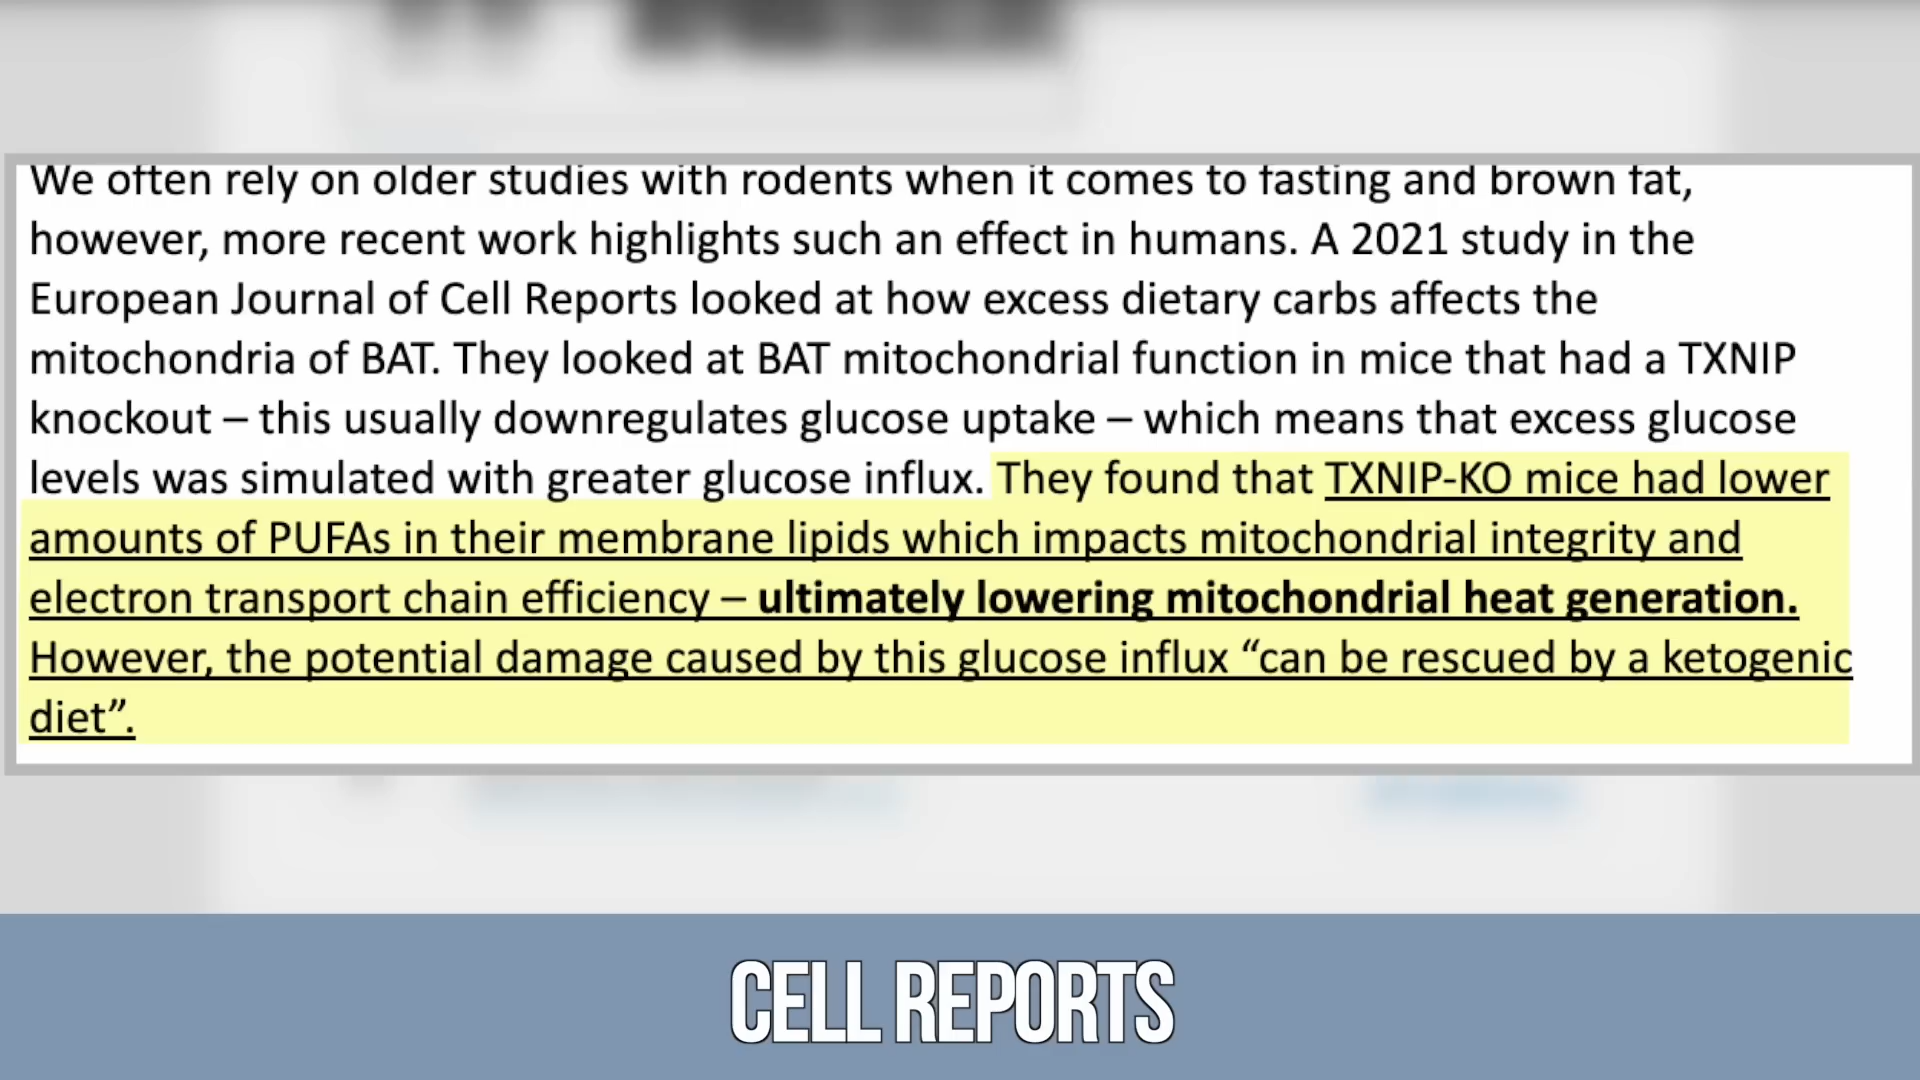 We often rely on older studies with rodents when it comes to fasting and brown fat,
however, more recent work highlights such an effect in humans. A 2021 study in the
European Journal of Cell Reports looked at how excess dietary carbs affects the
mitochondria of BAT. They looked at BAT mitochondrial function in mice that had a TXNIP
knockout – this usually downregulates glucose uptake – which means that excess glucose
levels was simulated with greater glucose influx. They found that TXNIP-KO mice had lower
amounts of PUFAs in their membrane lipids which impacts mitochondrial integrity and
electron transport chain efficiency – ultimately lowering mitochondrial heat generation.
However, the potential damage caused by this glucose influx “can be rescued by a ketogenic
diet”.
CELL REPORTS